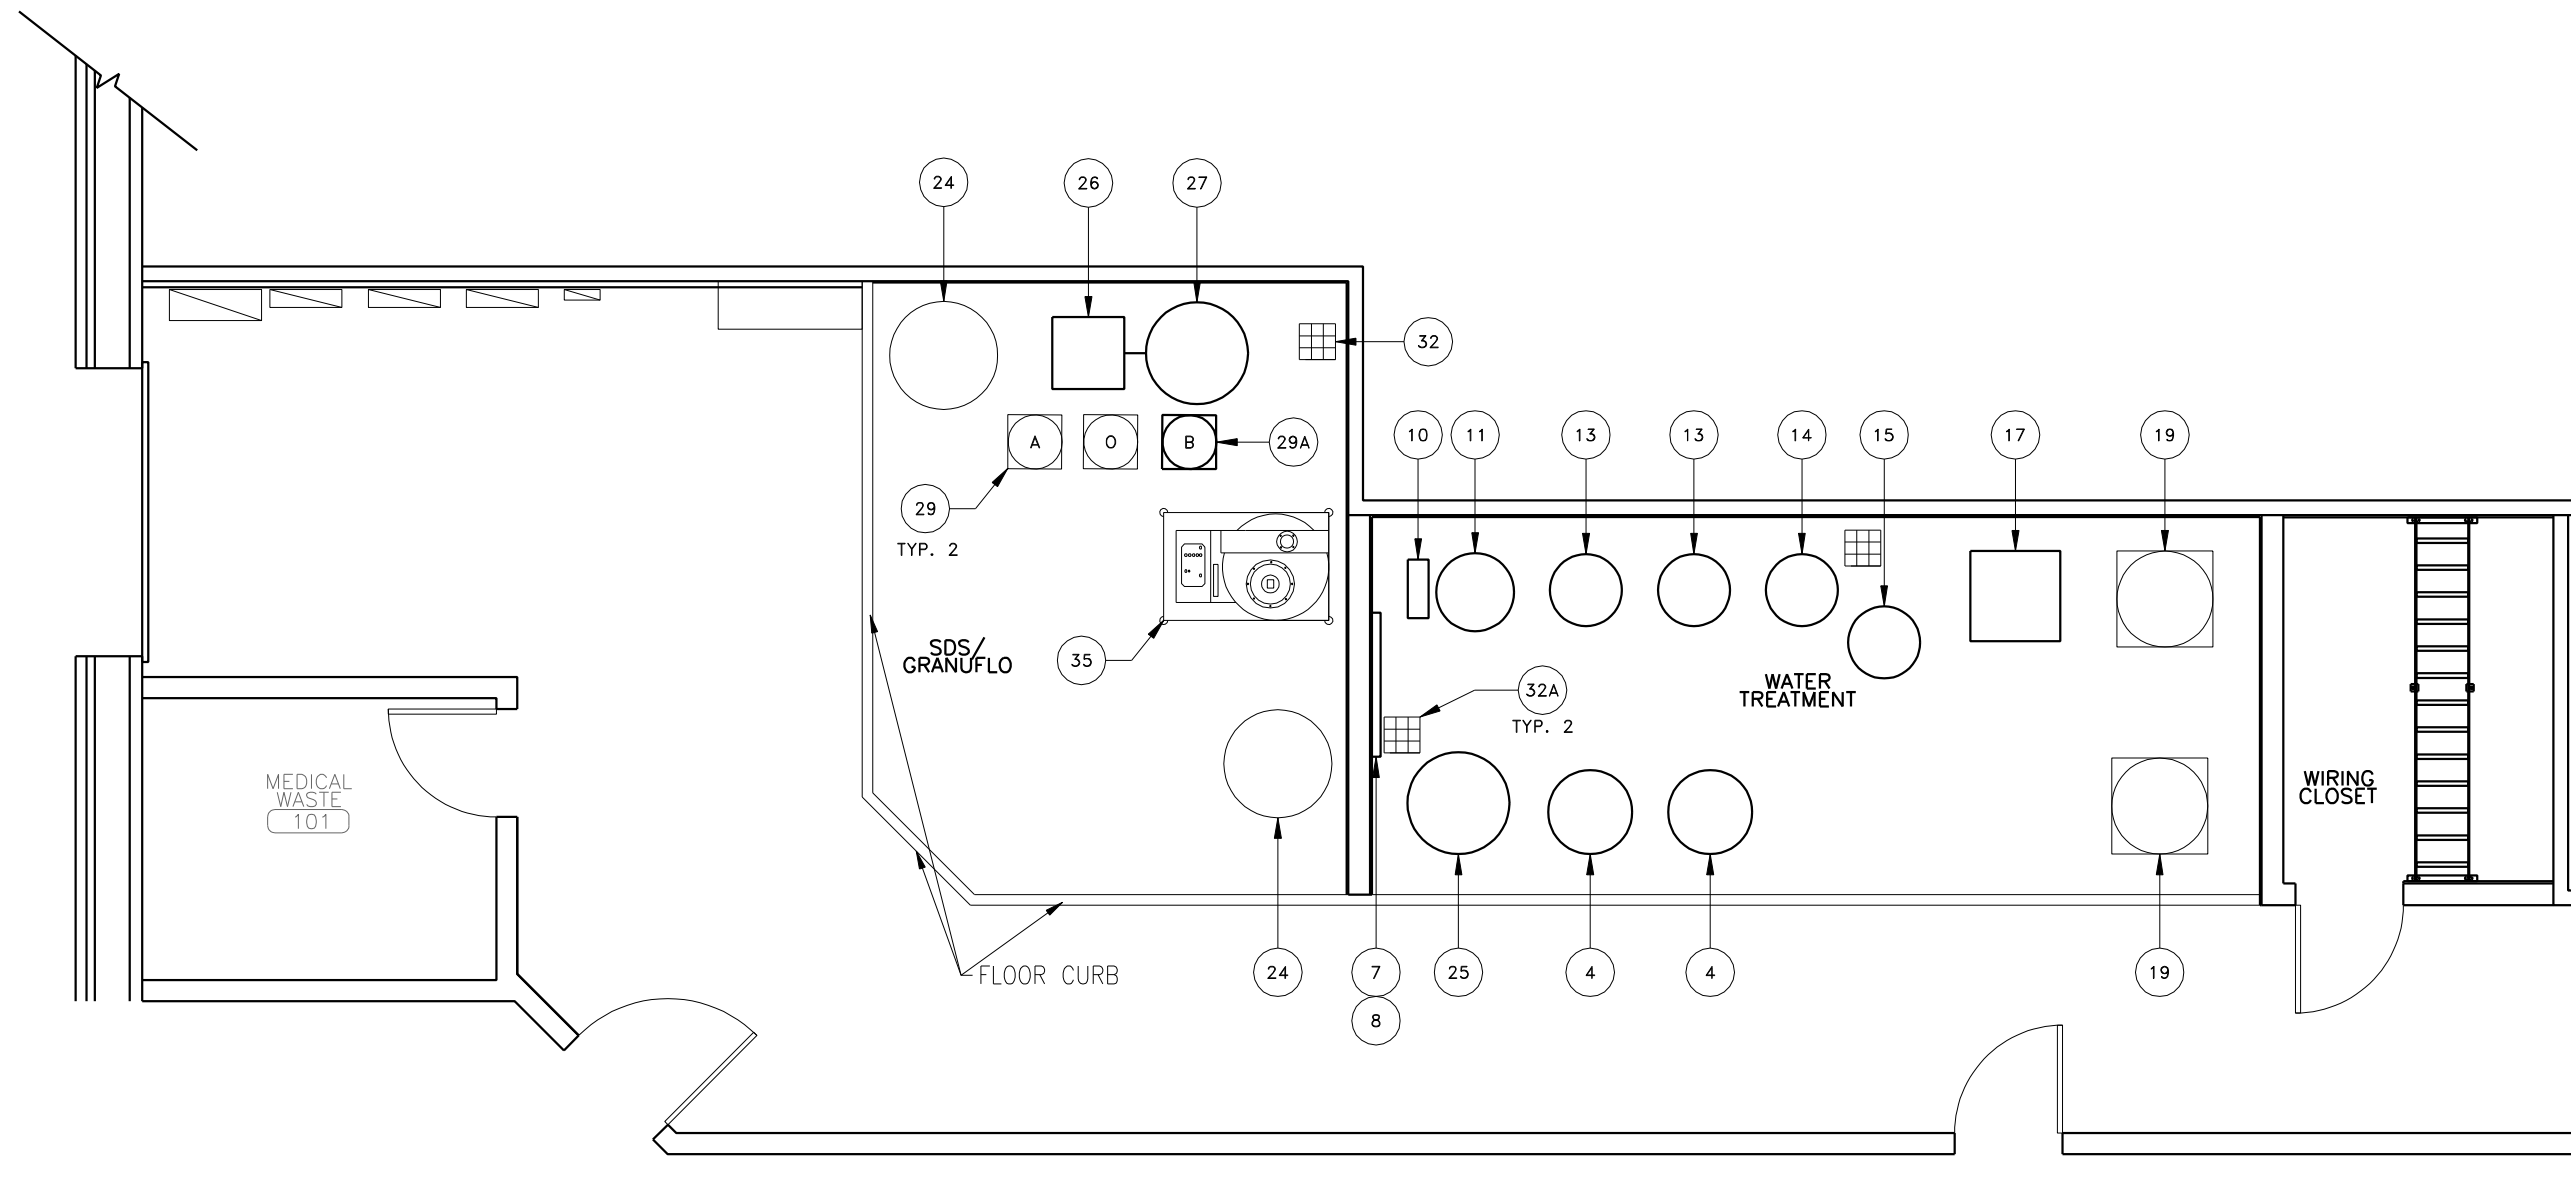 24
26
27
32
A
O
B
29A
29
TYP. 2
10
11
13
13
14
15
17
19
SDS/
GRANUFLO
35
32A
TYP. 2
WATER
TREATMENT
MEDICAL
WASTE
101
WIRING
CLOSET
FLOOR CURB
24
7
8
25
4
4
19